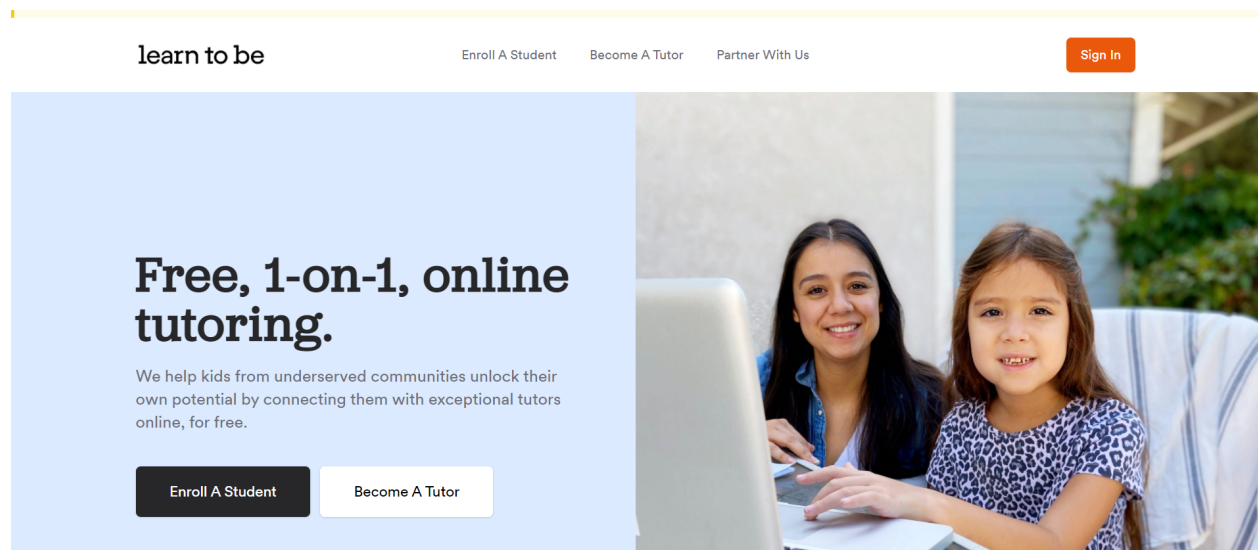 learn to be
Enroll A Student
Become A Tutor
Partner With Us
Sign In
Free, 1-on-1, online
tutoring.
We help kids from underserved communities unlock their
own potential by connecting them with exceptional tutors
online, for free.
Enroll A Student
Become A Tutor